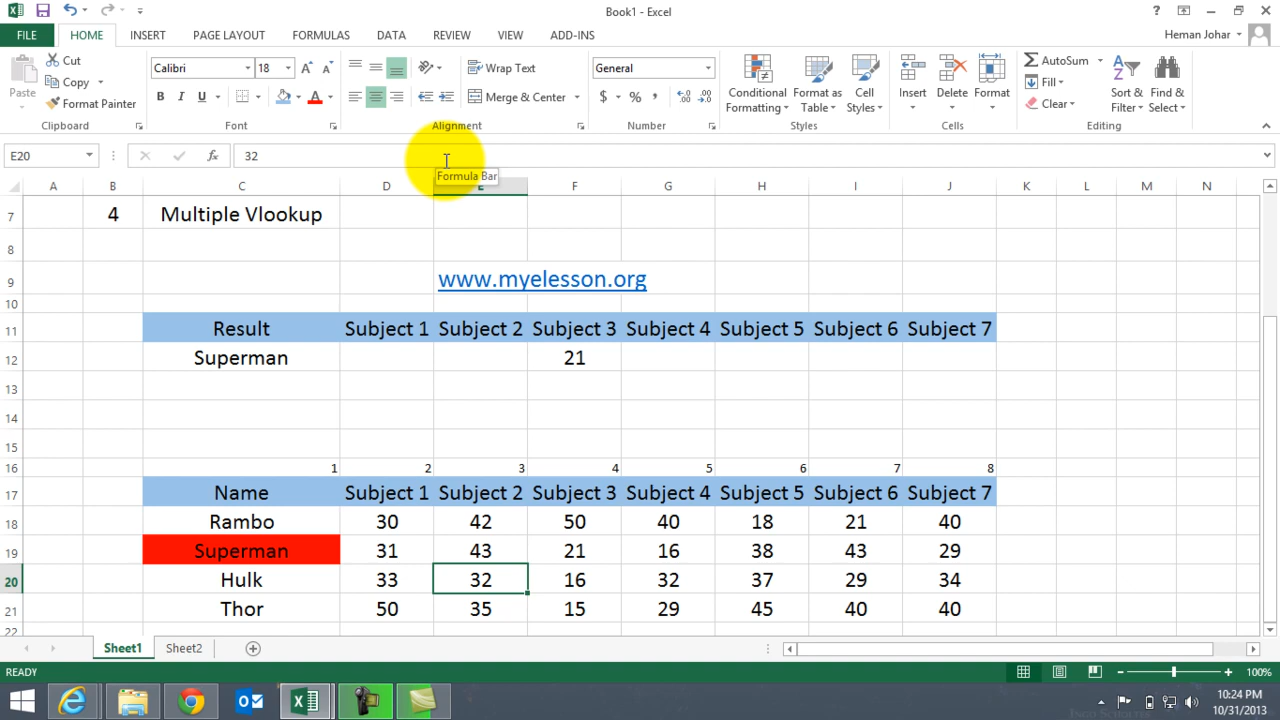 Book1 - Excel
?
FILE HOME INSERT PAGE LAYOUT FORMULAS DATA REVIEW VIEW ADD-INS Heman Johar
Paste Cut Copy Format Painter Clipboard
Calibri 18 A A B I U A Font
Wrap Text Merge & Center Alignment
General $ % , Number
Conditional Formatting Format as Table Cell Styles Styles
Insert Delete Format Cells
AutoSum Fill Clear Sort & Filter Find & Select Editing
E20 fx 32
Formula Bar
A B C D E F G H I J K L M N
7 4 Multiple Vlookup
8
9 www.myelesson.org
10
11 Result Subject 1 Subject 2 Subject 3 Subject 4 Subject 5 Subject 6 Subject 7
12 Superman 21
13
14
15
16 1 2 3 4 5 6 7 8
17 Name Subject 1 Subject 2 Subject 3 Subject 4 Subject 5 Subject 6 Subject 7
18 Rambo 30 42 50 40 18 21 40
19 Superman 31 43 21 16 38 43 29
20 Hulk 33 32 16 32 37 29 34
21 Thor 50 35 15 29 45 40 40
22
Sheet1 Sheet2
READY 100%
10:24 PM
10/31/2013